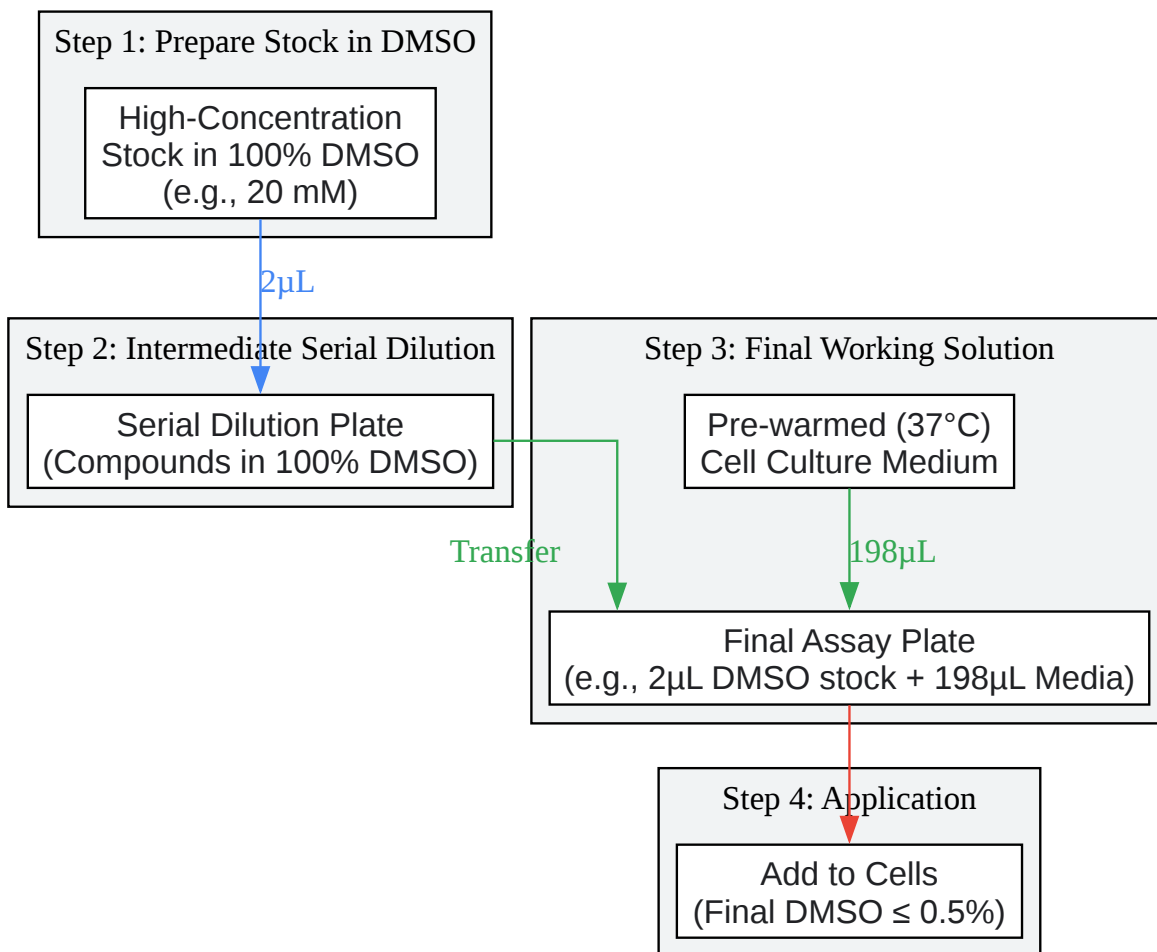 Step 1: Prepare Stock in DMSO
High-Concentration
Stock in 100% DMSO
(e.g., 20 mM)
2µL
Step 2: Intermediate Serial Dilution
Serial Dilution Plate
(Compounds in 100% DMSO)
Step 3: Final Working Solution
Pre-warmed (37°C)
Cell Culture Medium
Transfer
198µL
Final Assay Plate
(e.g., 2µL DMSO stock + 198µL Media)
Step 4: Application
Add to Cells
(Final DMSO ≤ 0.5%)